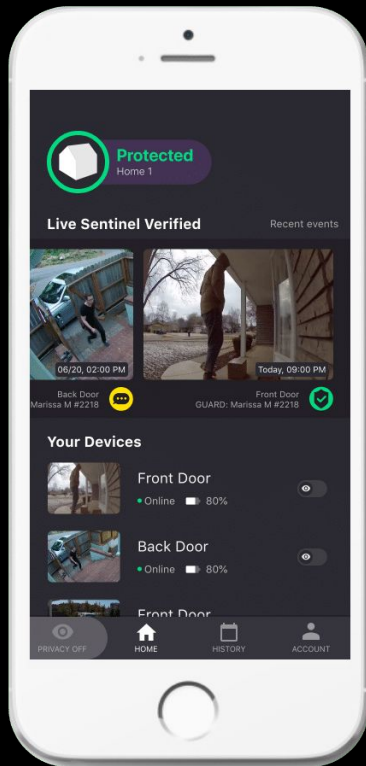 Protected
Home 1
Live Sentinel Verified
Recent events
06/20, 02:00 PM
Today, 09:00 PM
Back Door
Marissa M #2218
Front Door
GUARD: Marissa M #2218
Your Devices
Front Door
Online 80%
Back Door
Online 80%
Front Door
PRIVACY OFF
HOME
HISTORY
ACCOUNT